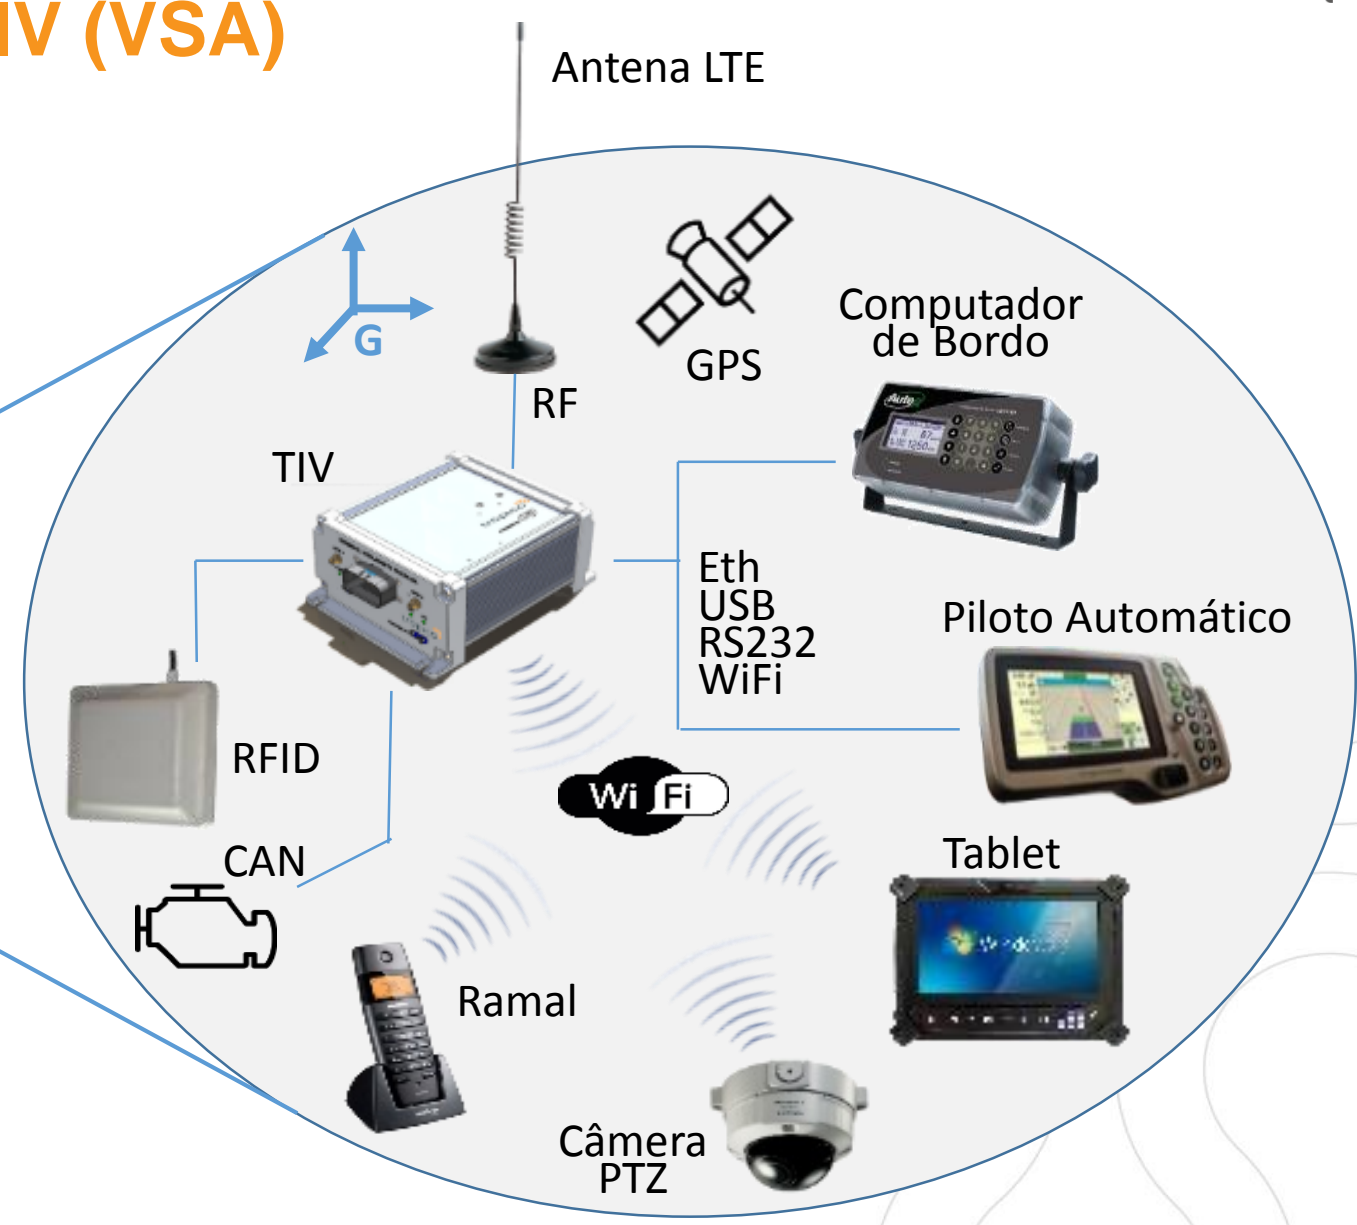 IV (VSA)
Antena LTE
G
GPS
Computador
de Bordo
RF
TIV
Auteq
Eth
USB
RS232
WiFi
Piloto Automático
RFID
Wi Fi
CAN
Tablet
Ramal
Câmera
PTZ